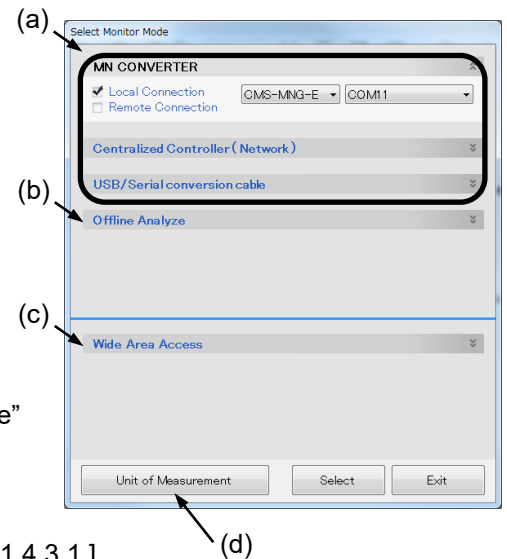 (a)
Select Monitor Mode
MN CONVERTER
Local Connection CMS-MNG-E COM11
Remote Connection
Centralized Controller(Network)
USB/Serial conversion cable
(b)
Offline Analyze
(c)
Wide Area Access
e”
Unit of Measurement Select Exit
1.4.3.1 ]
(d)